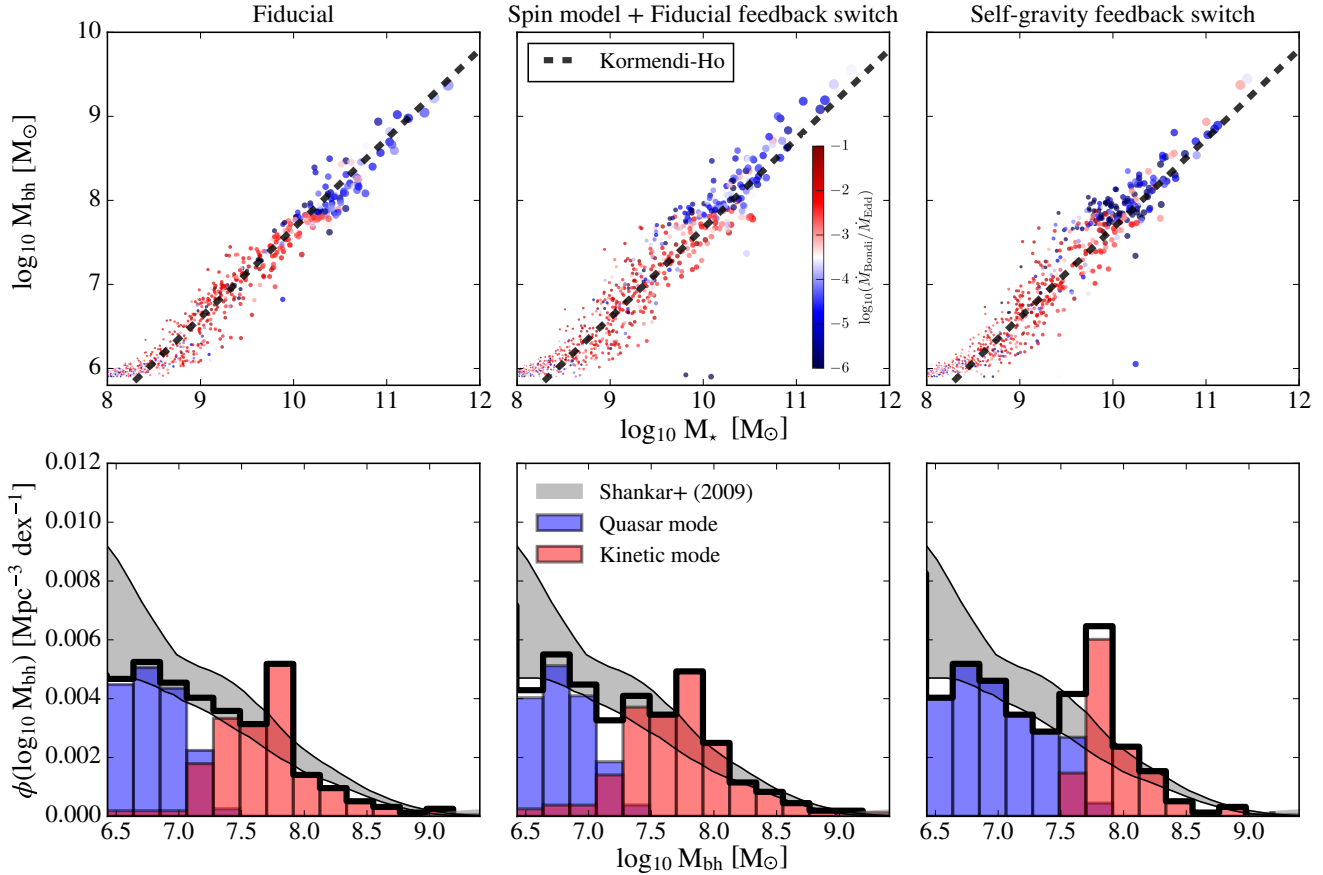 Fiducial
Spin model + Fiducial feedback switch
Self-gravity feedback switch
log₁₀ M_bh [M⊙]
10
9
8
7
6
Kormendi-Ho
−1
−2
−3
−4
−5
−6
log₁₀(Ṁ_Bondi/Ṁ_Edd)
8 9 10 11 12
8 9 10 11 12
8 9 10 11 12
log₁₀ M⋆ [M⊙]
ϕ(log₁₀ M_bh) [Mpc⁻³ dex⁻¹]
0.012
0.010
0.008
0.006
0.004
0.002
0.000
Shankar+ (2009)
Quasar mode
Kinetic mode
6.5 7.0 7.5 8.0 8.5 9.0
6.5 7.0 7.5 8.0 8.5 9.0
6.5 7.0 7.5 8.0 8.5 9.0
log₁₀ M_bh [M⊙]